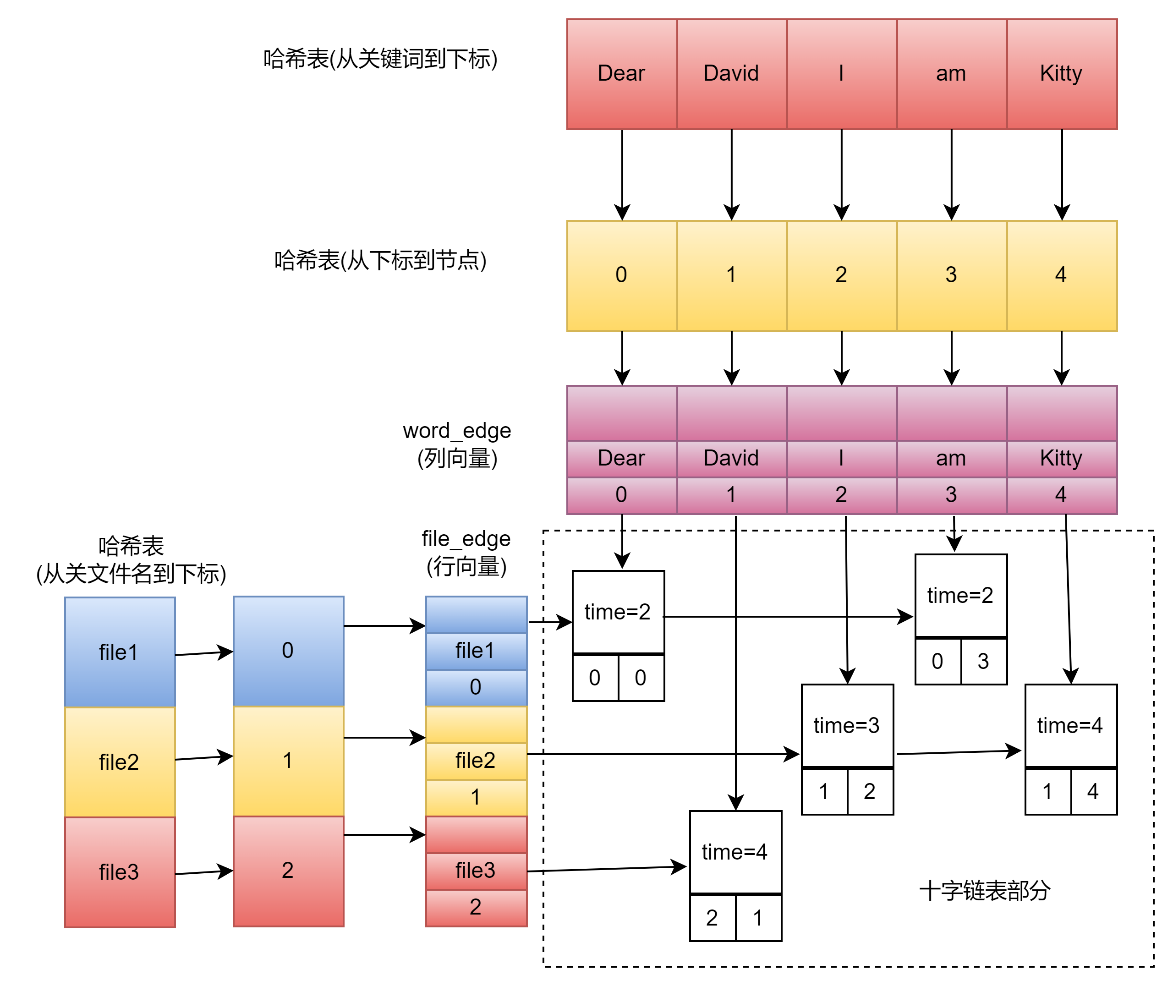 哈希表(从关键词到下标)
Dear David I am Kitty
哈希表(从下标到节点)
0 1 2 3 4
word_edge
(列向量)
Dear David I am Kitty
0 1 2 3 4
哈希表
(从关文件名到下标)
file_edge
(行向量)
file1 0
file1
0
file2 1
file2
1
file3 2
file3
2
time=2
0 0
time=2
0 3
time=3
1 2
time=4
1 4
time=4
2 1
十字链表部分